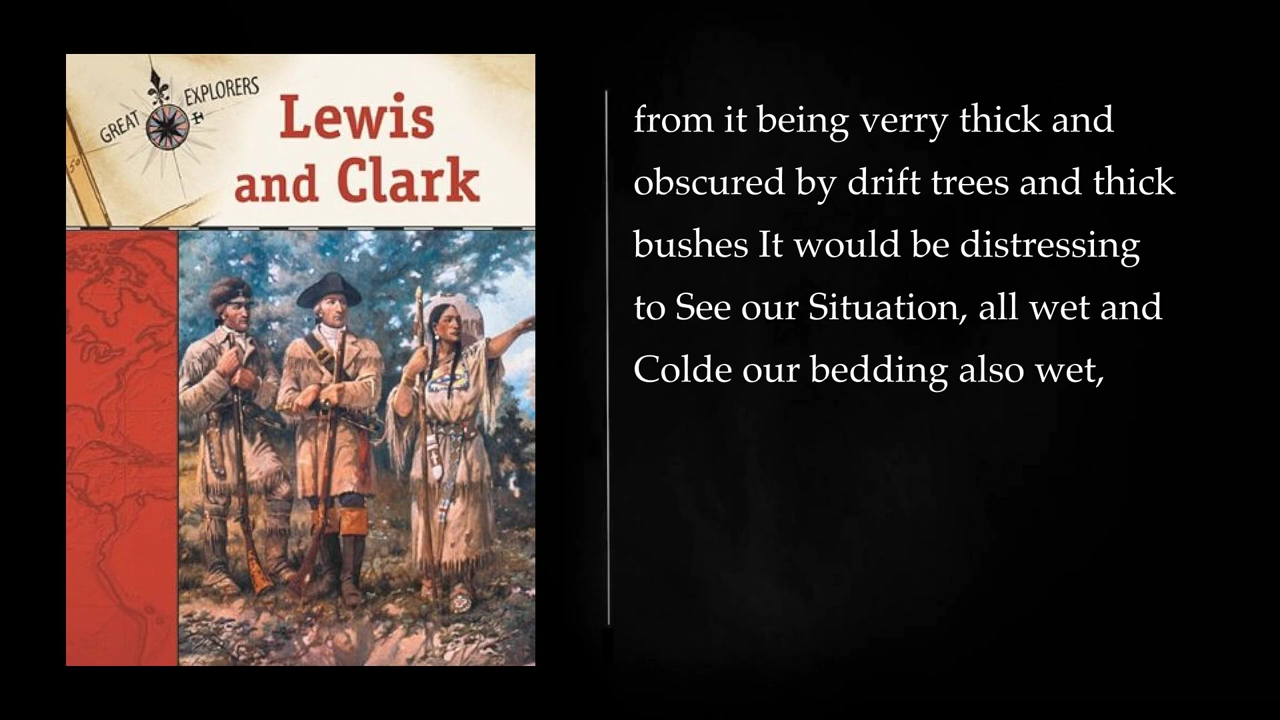 GREAT EXPLORERS
Lewis
and Clark
50
from it being verry thick and
obscured by drift trees and thick
bushes It would be distressing
to See our Situation, all wet and
Colde our bedding also wet,